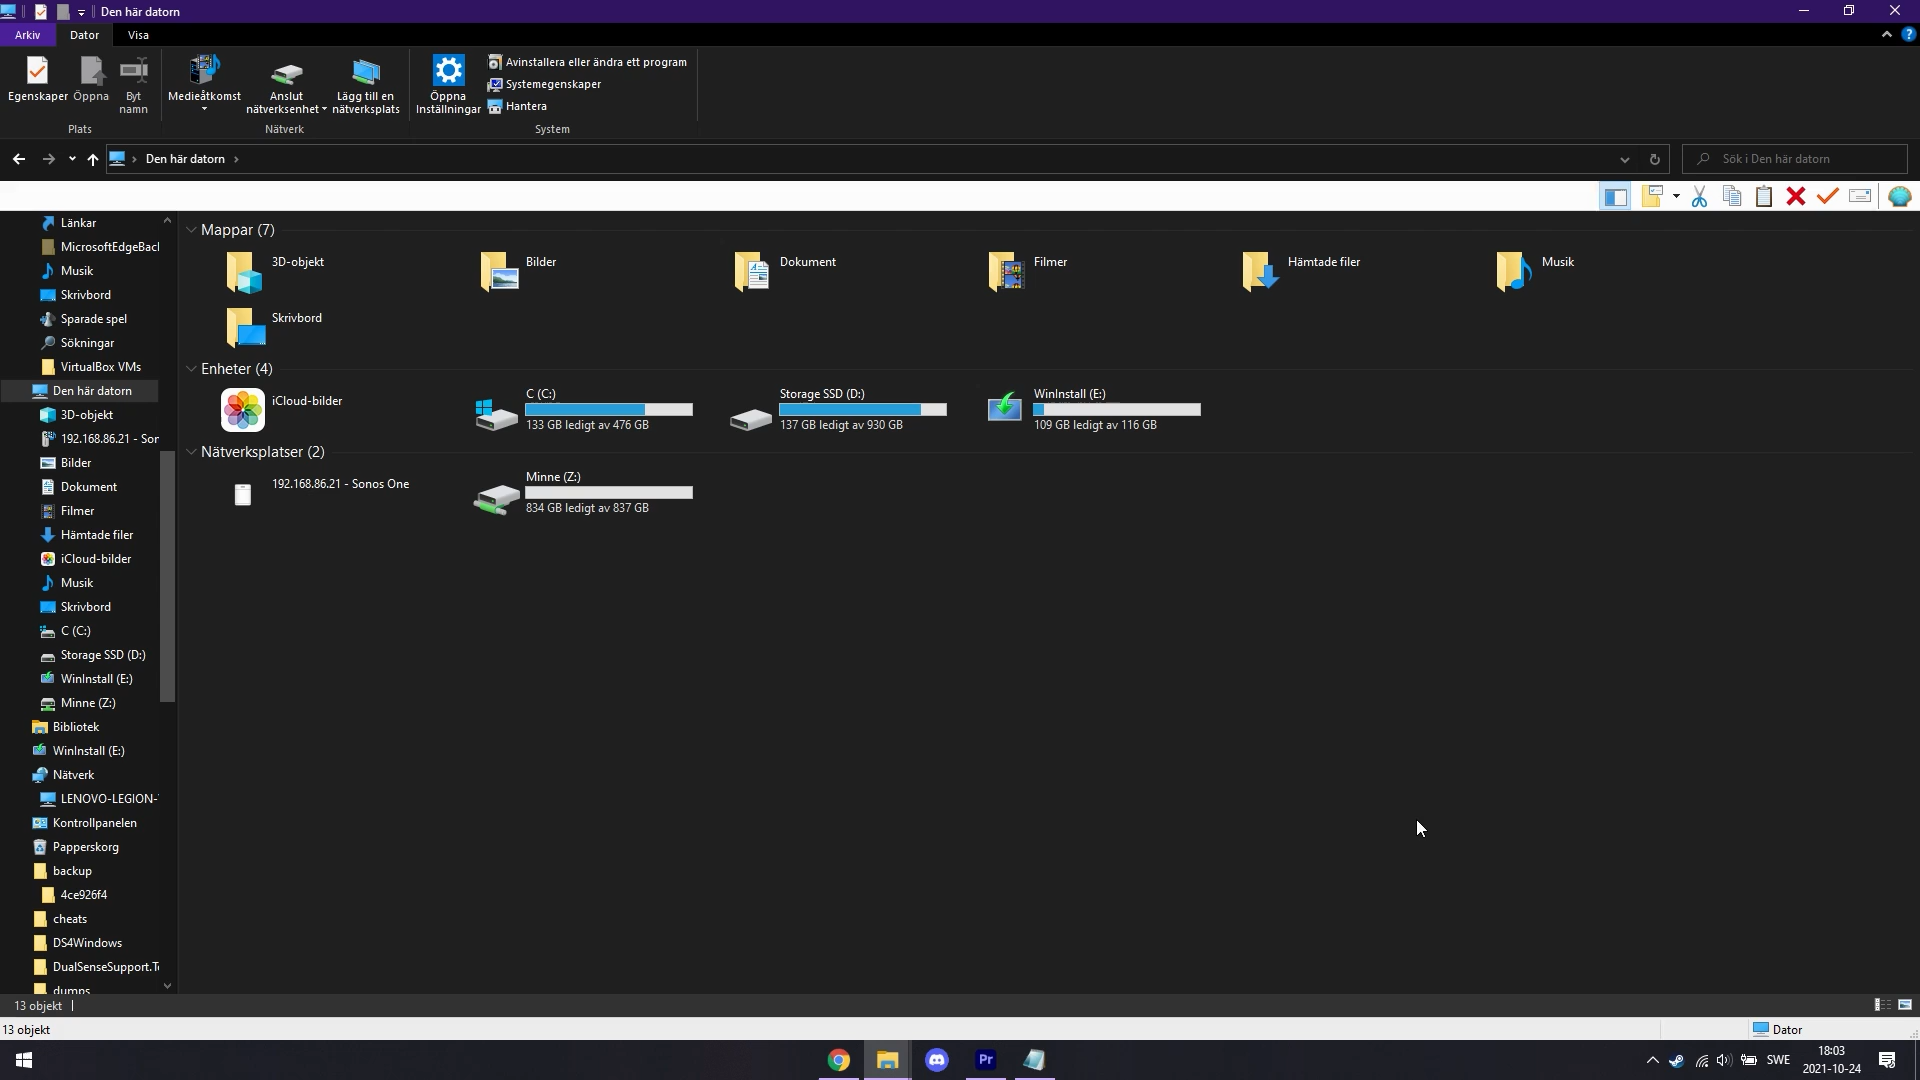 Den här datorn
Arkiv
Dator
Visa
Egenskaper
Öppna
Byt
namn
Plats
Medieåtkomst
Anslut
nätverksenhet
Lägg till en
nätverksplats
Nätverk
Öppna
Inställningar
Avinstallera eller ändra ett program
Systemegenskaper
Hantera
System
Den här datorn
Sök i Den här datorn
Länkar
MicrosoftEdgeBacl
Musik
Skrivbord
Sparade spel
Sökningar
VirtualBox VMs
Den här datorn
3D-objekt
192.168.86.21 - Sor
Bilder
Dokument
Filmer
Hämtade filer
iCloud-bilder
Musik
Skrivbord
C (C:)
Storage SSD (D:)
WinInstall (E:)
Minne (Z:)
Bibliotek
WinInstall (E:)
Nätverk
LENOVO-LEGION-
Kontrollpanelen
Papperskorg
backup
4ce926f4
cheats
DS4Windows
DualSenseSupport.Te
dumps
Mappar (7)
3D-objekt
Bilder
Dokument
Filmer
Hämtade filer
Musik
Skrivbord
Enheter (4)
iCloud-bilder
C (C:)
133 GB ledigt av 476 GB
Storage SSD (D:)
137 GB ledigt av 930 GB
WinInstall (E:)
109 GB ledigt av 116 GB
Nätverksplatser (2)
192.168.86.21 - Sonos One
Minne (Z:)
834 GB ledigt av 837 GB
13 objekt
13 objekt
Dator
Pr
SWE
18:03
2021-10-24